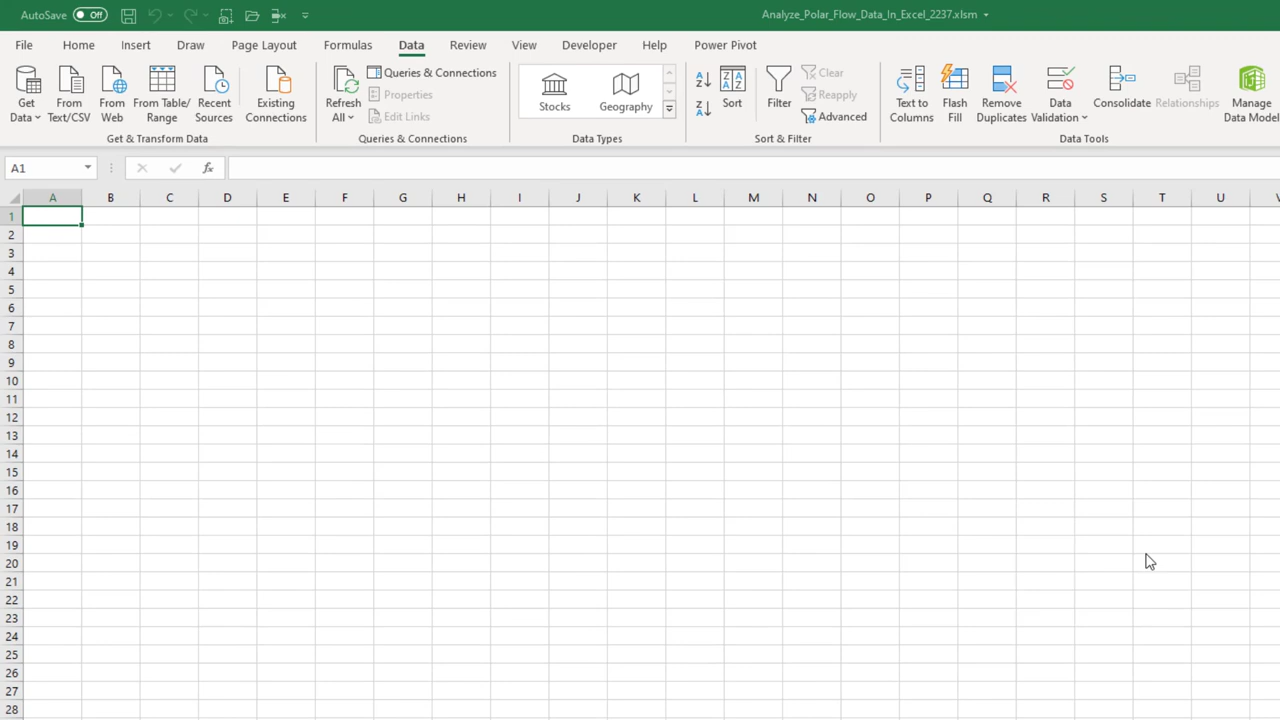 AutoSave Off Analyze_Polar_Flow_Data_In_Excel_2237.xlsm
File Home Insert Draw Page Layout Formulas Data Review View Developer Help Power Pivot
Get Data
From Text/CSV
From Web
From Table/ Range
Recent Sources
Existing Connections
Get & Transform Data
Refresh All
Queries & Connections
Properties
Edit Links
Queries & Connections
Stocks
Geography
Data Types
Sort
Filter
Clear
Reapply
Advanced
Sort & Filter
Text to Columns
Flash Fill
Remove Duplicates
Data Validation
Consolidate
Relationships
Manage Data Model
Data Tools
A1 fx
A B C D E F G H I J K L M N O P Q R S T U
1
2
3
4
5
6
7
8
9
10
11
12
13
14
15
16
17
18
19
20
21
22
23
24
25
26
27
28